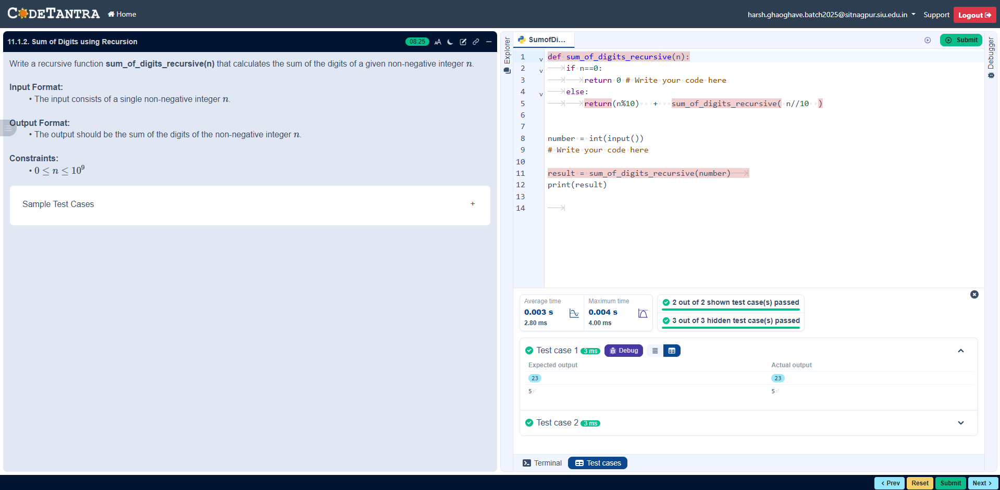 CODETANTRA
Home
harsh.ghaoghave.batch2025@sitnagpur.siu.edu.in
Support
Logout
11.1.2. Sum of Digits using Recursion
08:25
AA
Write a recursive function sum_of_digits_recursive(n) that calculates the sum of the digits of a given non-negative integer n.
Input Format:
• The input consists of a single non-negative integer n.
Output Format:
• The output should be the sum of the digits of the non-negative integer n.
Constraints:
• 0 ≤ n ≤ 10⁹
Sample Test Cases
+
Explorer
SumofDi...
Submit
Debugger
1 def sum_of_digits_recursive(n):
2 if n==0:
3 return 0 # Write your code here
4 else:
5 return(n%10) + sum_of_digits_recursive( n//10 )
6
7
8 number = int(input())
9 # Write your code here
10
11 result = sum_of_digits_recursive(number)
12 print(result)
13
14
Average time
0.003 s
2.80 ms
Maximum time
0.004 s
4.00 ms
2 out of 2 shown test case(s) passed
3 out of 3 hidden test case(s) passed
Test case 1 3 ms Debug
Expected output Actual output
23 23
5 5
Test case 2 3 ms
Terminal
Test cases
< Prev
Reset
Submit
Next >